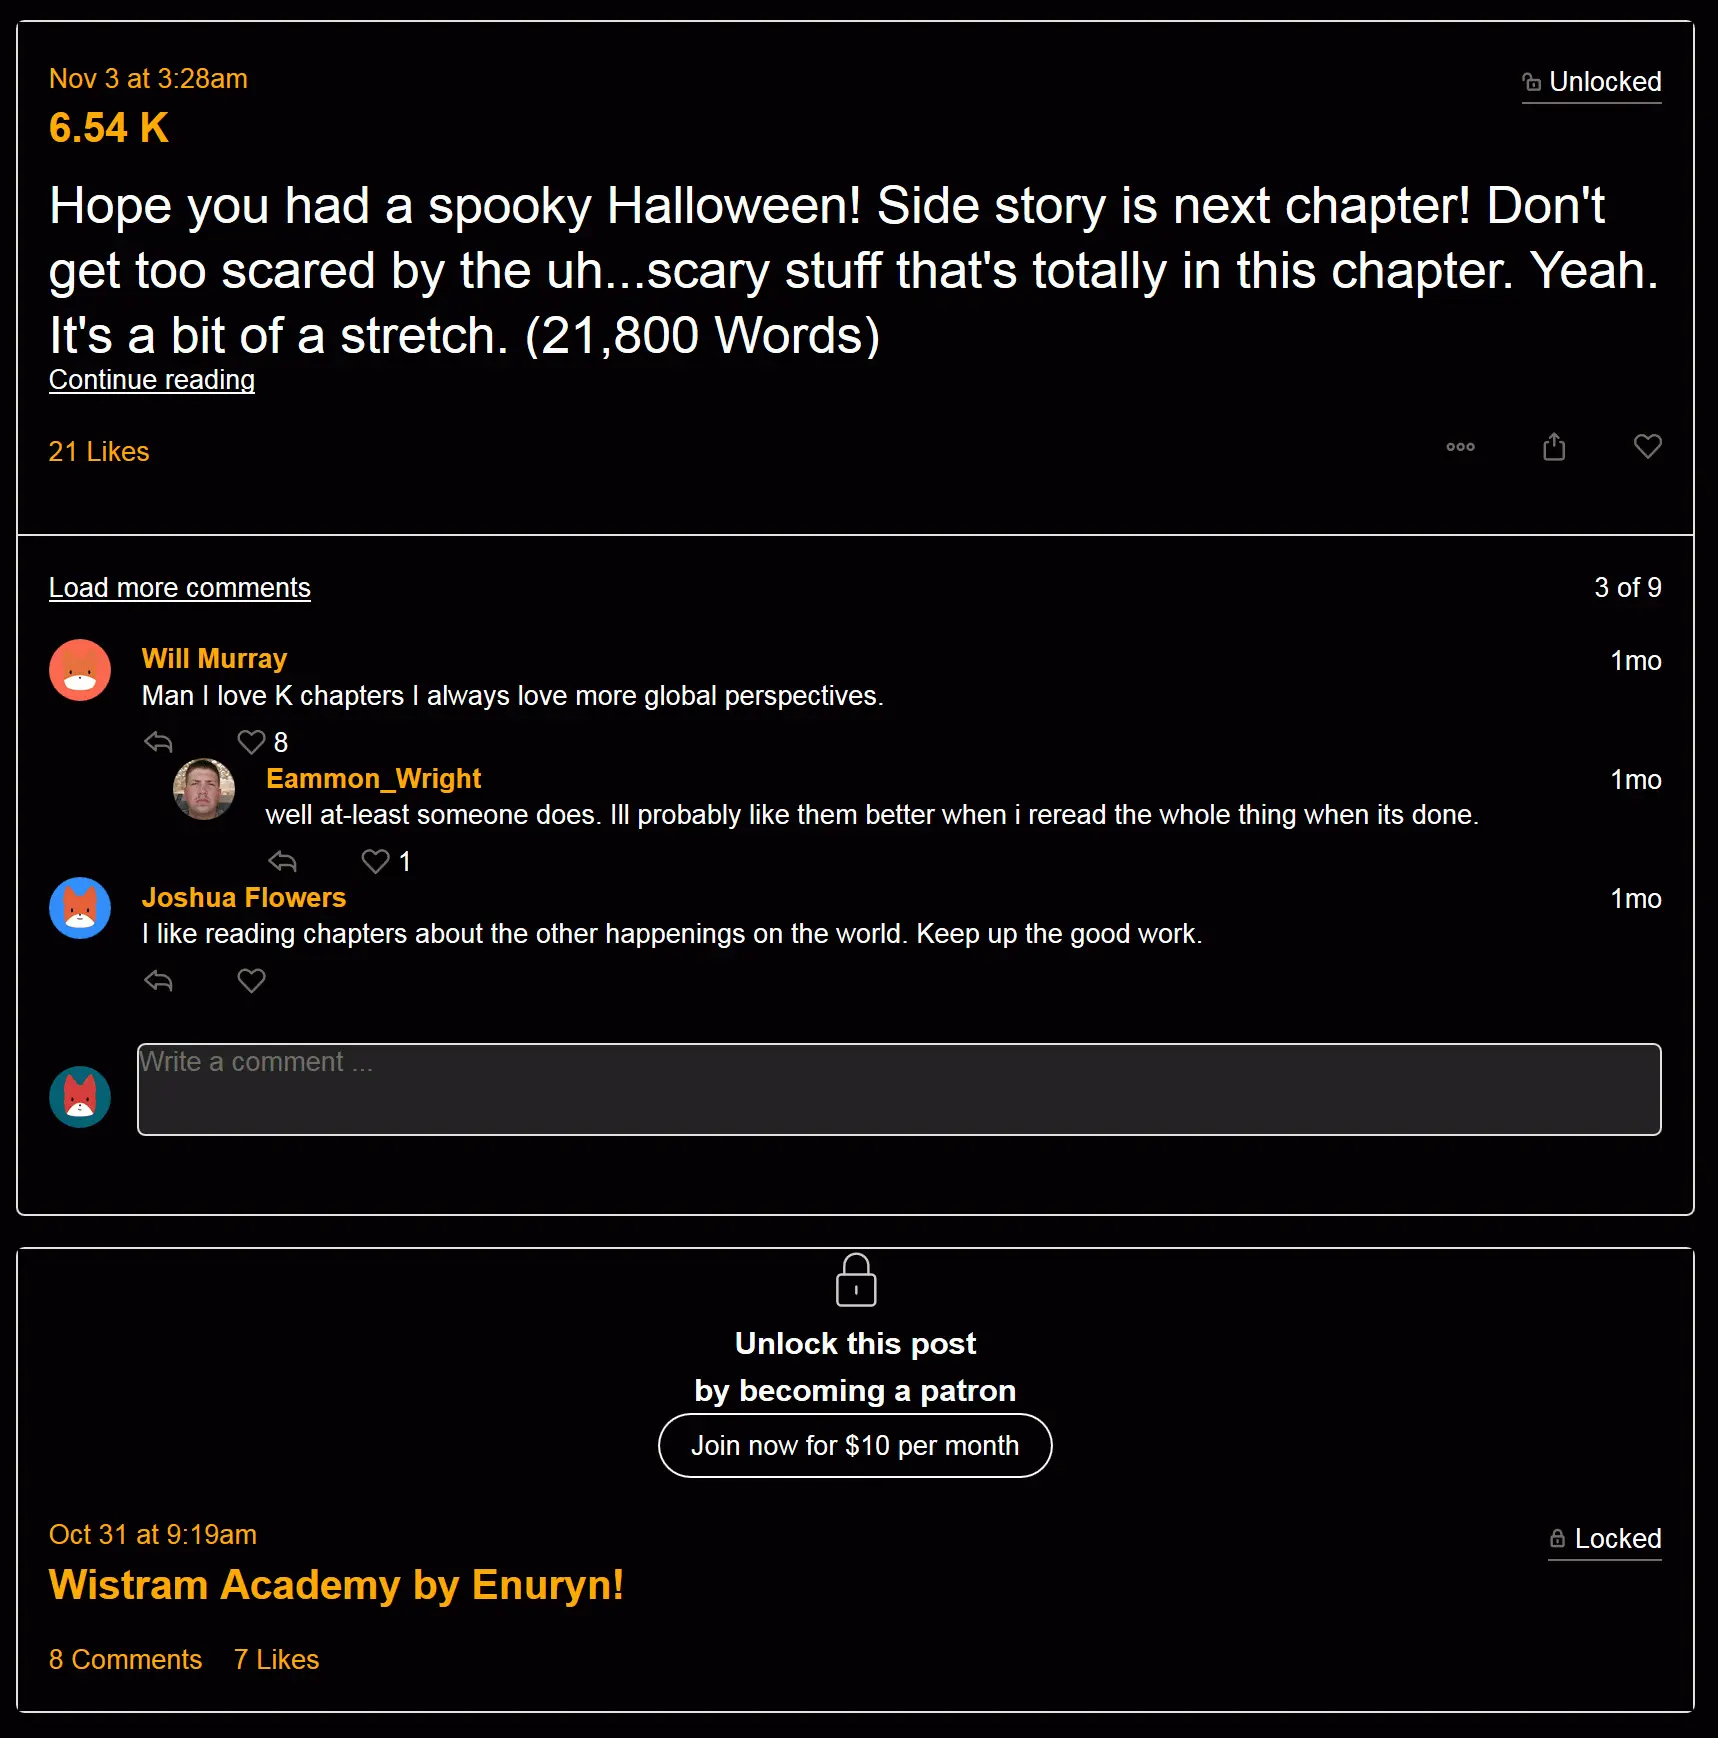 Nov 3 at 3:28am
Unlocked
6.54 K
Hope you had a spooky Halloween! Side story is next chapter! Don't
get too scared by the uh...scary stuff that's totally in this chapter. Yeah.
It's a bit of a stretch. (21,800 Words)
Continue reading
21 Likes
Load more comments
3 of 9
Will Murray
1mo
Man I love K chapters I always love more global perspectives.
8
Eammon_Wright
1mo
well at-least someone does. Ill probably like them better when i reread the whole thing when its done.
1
Joshua Flowers
1mo
I like reading chapters about the other happenings on the world. Keep up the good work.
Write a comment ...
Unlock this post
by becoming a patron
Join now for $10 per month
Oct 31 at 9:19am
Locked
Wistram Academy by Enuryn!
8 Comments 7 Likes